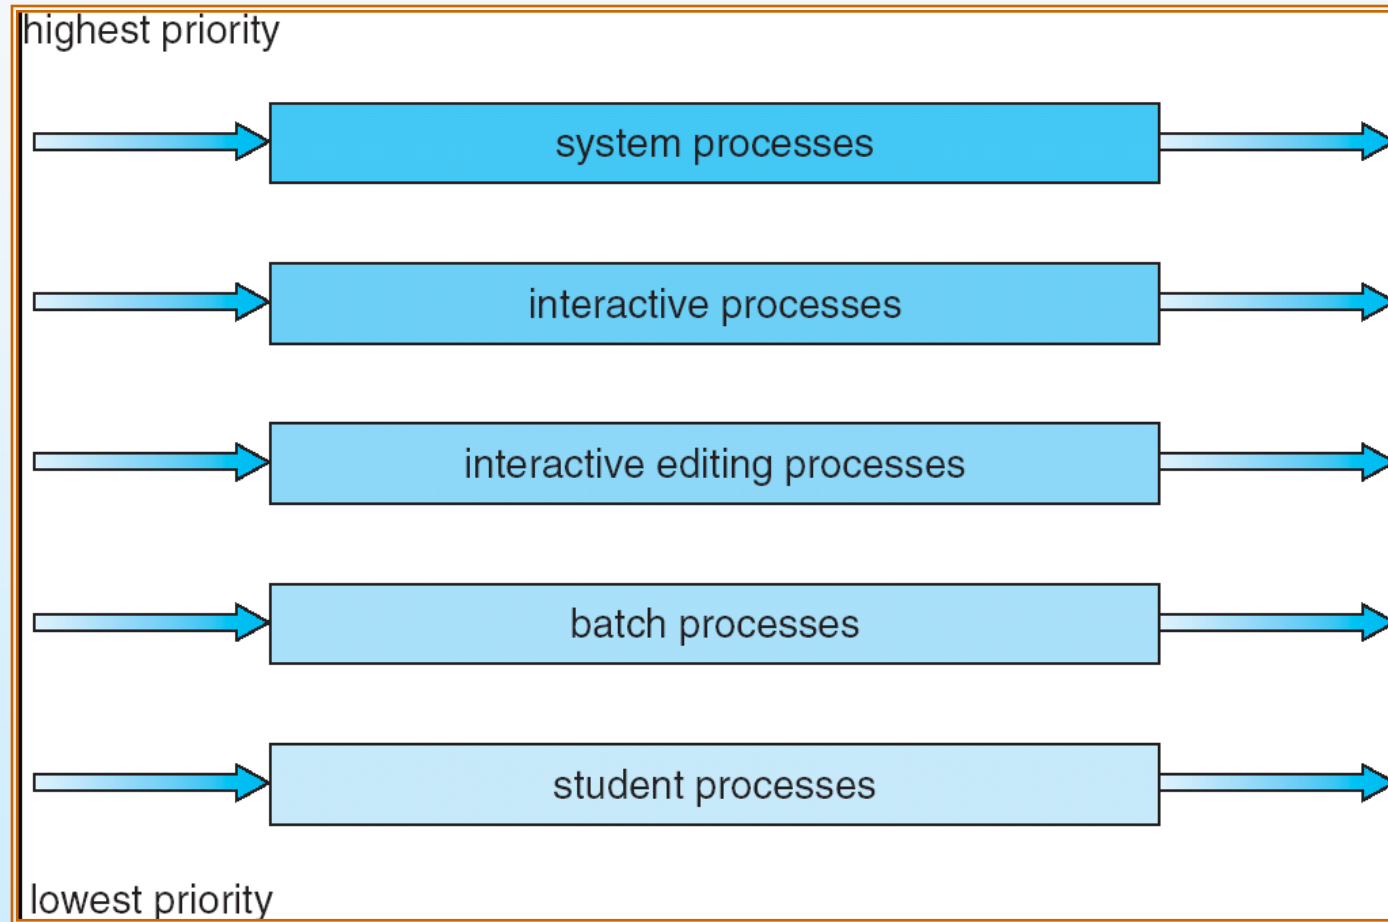 highest priority
system processes
interactive processes
interactive editing processes
batch processes
student processes
lowest priority